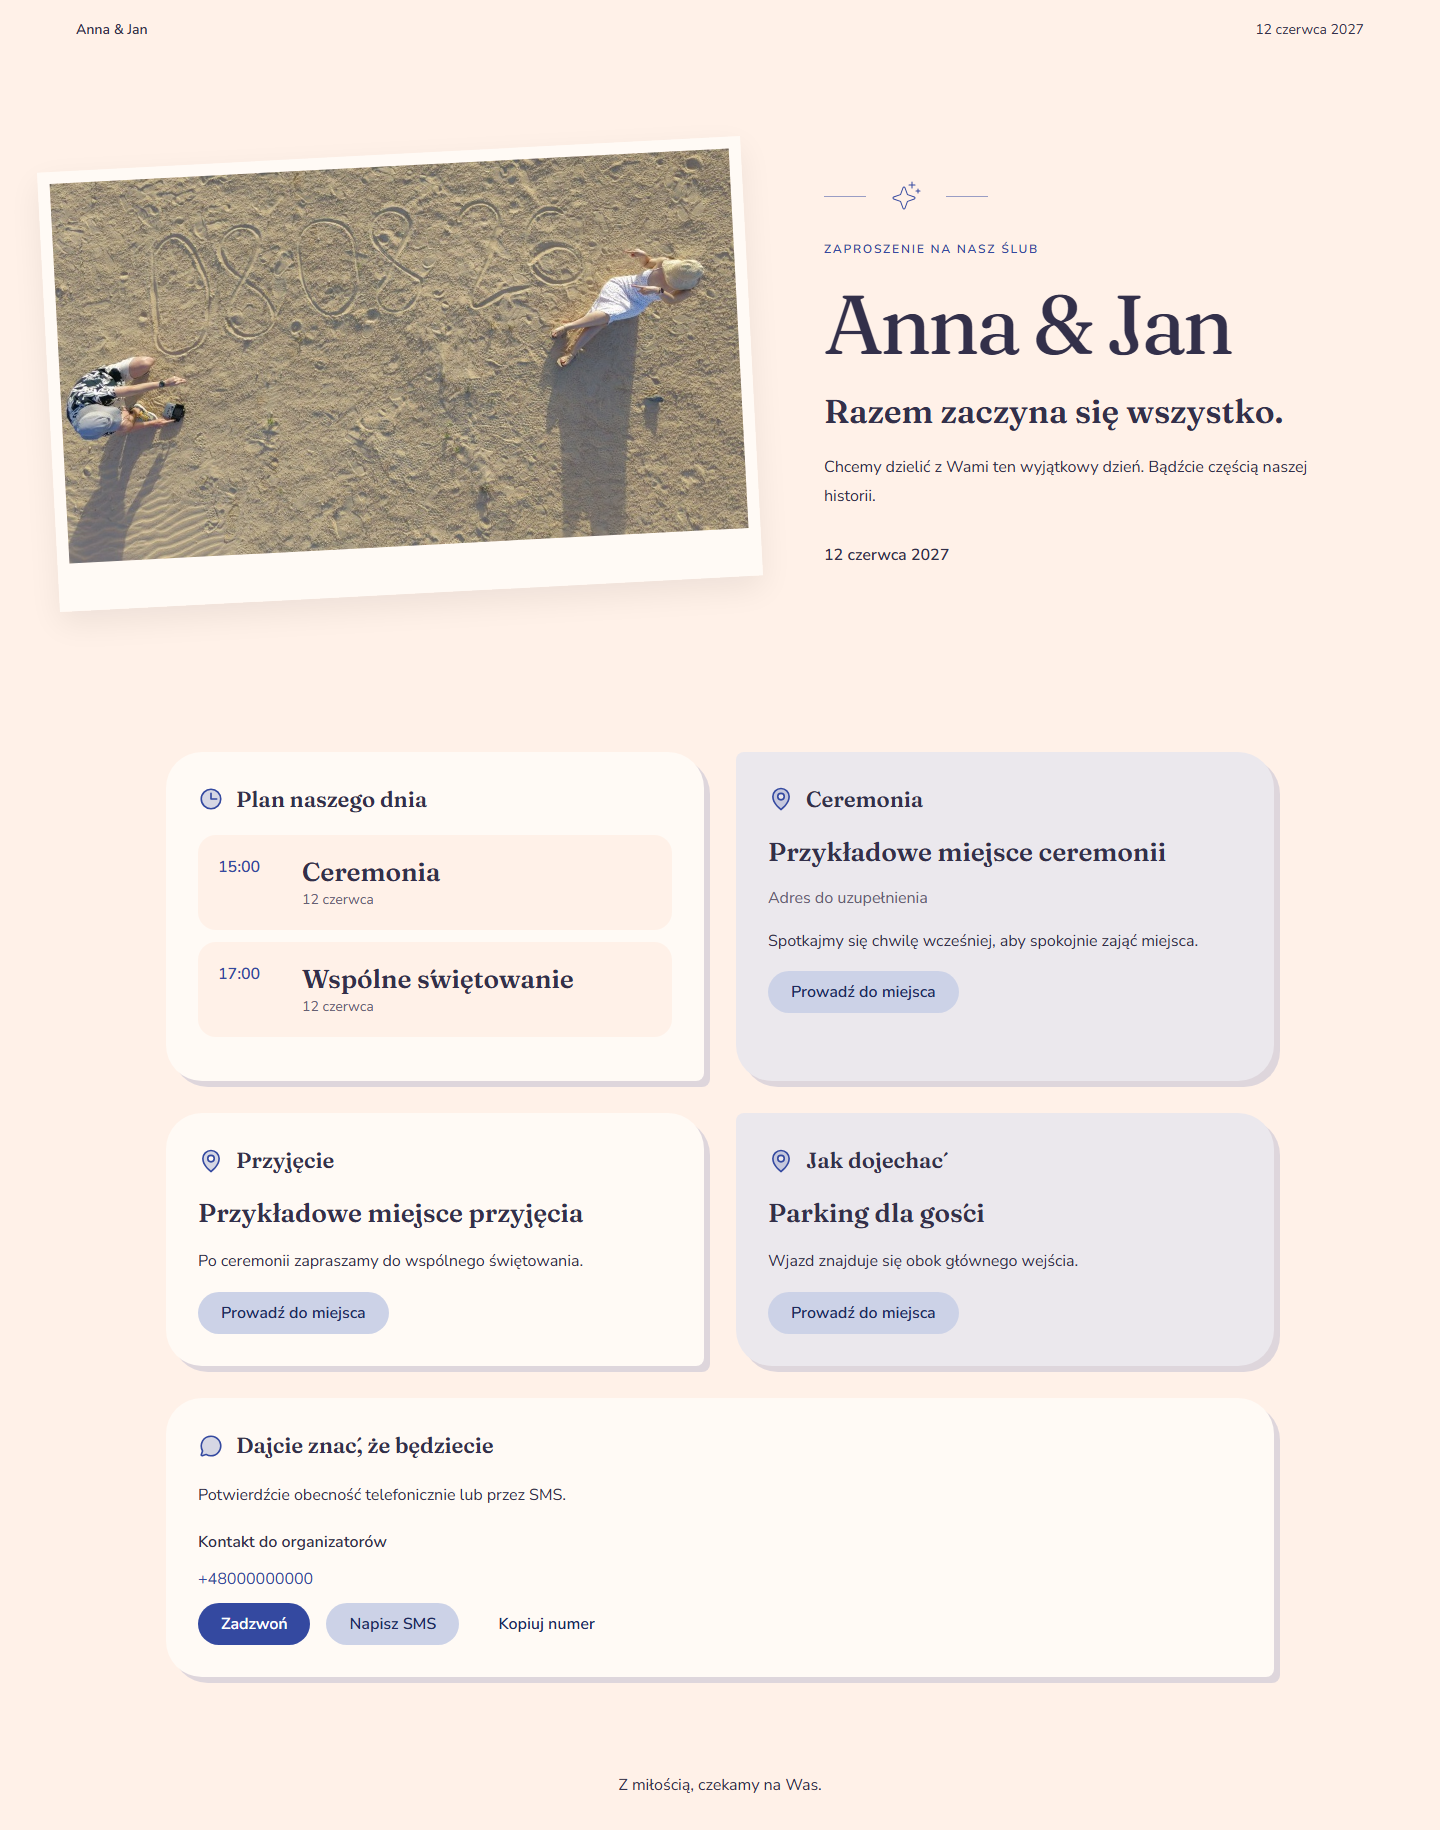 Anna & Jan
12 czerwca 2027
080826
ZAPROSZENIE NA NASZ ŚLUB
Anna & Jan
Razem zaczyna się wszystko.
Chcemy dzielić z Wami ten wyjątkowy dzień. Bądźcie częścią naszej
historii.
12 czerwca 2027
Plan naszego dnia
15:00
Ceremonia
12 czerwca
17:00
Wspólne świętowanie
12 czerwca
Ceremonia
Przykładowe miejsce ceremonii
Adres do uzupełnienia
Spotkajmy się chwilę wcześniej, aby spokojnie zająć miejsca.
Prowadź do miejsca
Przyjęcie
Przykładowe miejsce przyjęcia
Po ceremonii zapraszamy do wspólnego świętowania.
Prowadź do miejsca
Jak dojechać
Parking dla gości
Wjazd znajduje się obok głównego wejścia.
Prowadź do miejsca
Dajcie znać, że będziecie
Potwierdźcie obecność telefonicznie lub przez SMS.
Kontakt do organizatorów
+48000000000
Zadzwoń
Napisz SMS
Kopiuj numer
Z miłością, czekamy na Was.